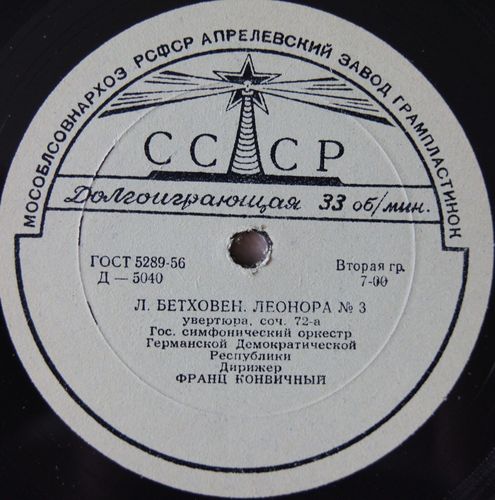 МОСОБЛСОВНАРХОЗ РСФСР АПРЕЛЕВСКИЙ ЗАВОД ГРАМПЛАСТИНОК
СССР
Долгоиграющая 33 об/мин.
ГОСТ 5289-56
Д — 5040
Вторая гр.
7-00
Л. БЕТХОВЕН. ЛЕОНОРА № 3
увертюра, соч. 72-а
Гос. симфонический оркестр
Германской Демократической
Республики
Дирижер
ФРАНЦ КОНВИЧНЫЙ